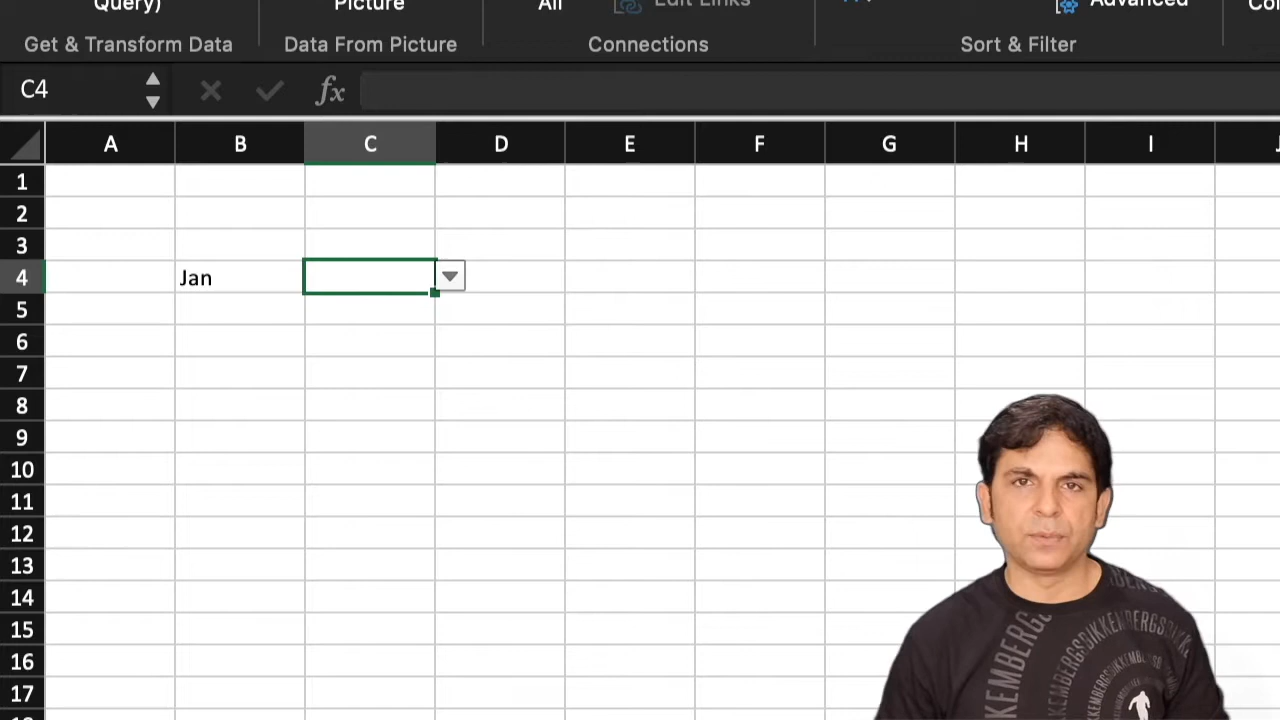 Query) Picture All Edit Links Advanced
Get & Transform Data Data From Picture Connections Sort & Filter
C4 fx
A B C D E F G H I
1
2
3
4 Jan
5
6
7
8
9
10
11
12
13
14
15
16
17
KEMBERGSDIKKEMBERGS